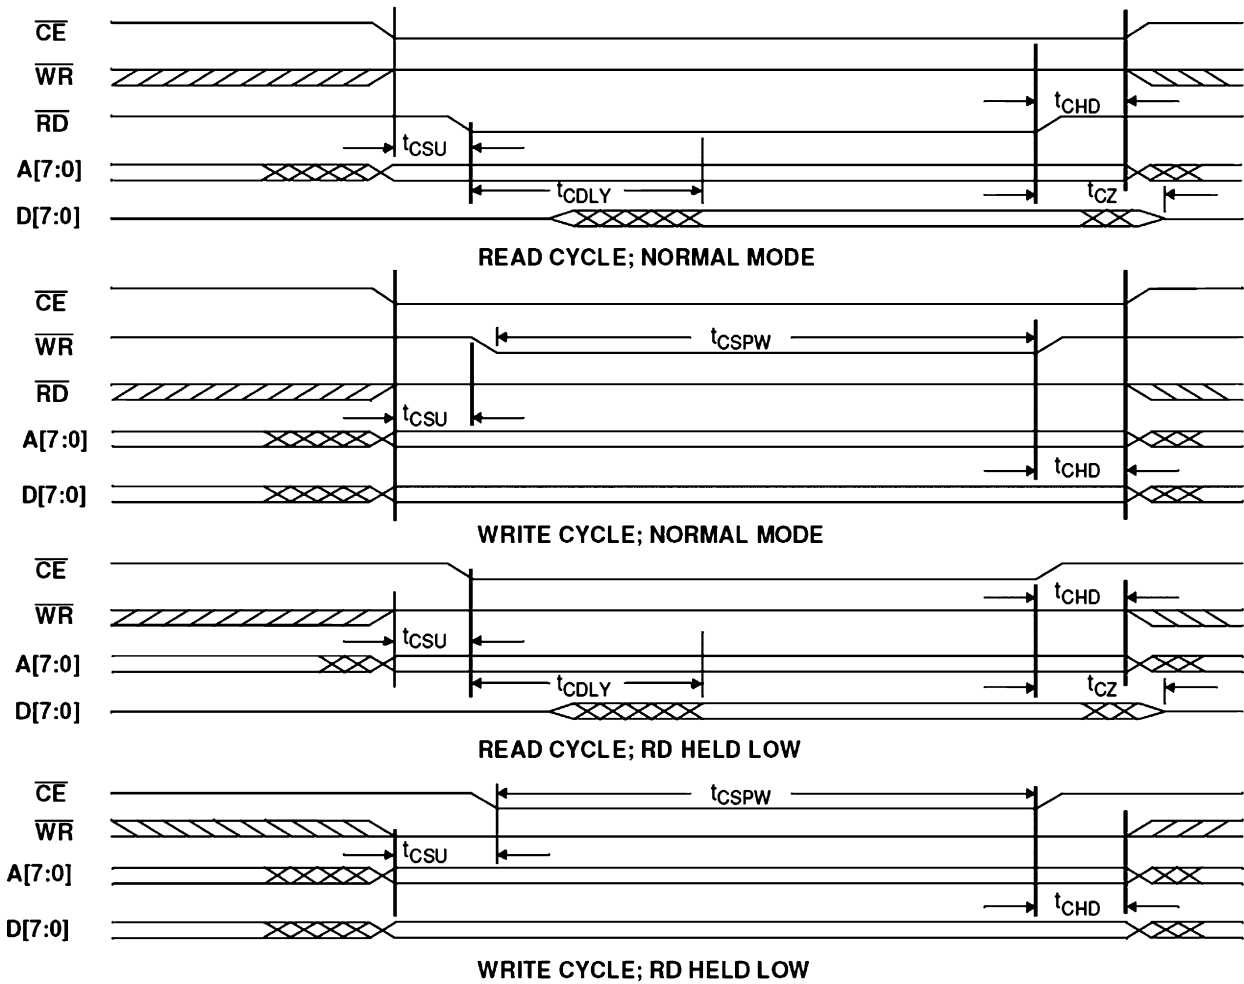 CE
WR
tCHD
RD
tCSU
A[7:0]
tCDLY
tCZ
D[7:0]
READ CYCLE; NORMAL MODE
CE
WR
tCSPW
RD
tCSU
A[7:0]
tCHD
D[7:0]
WRITE CYCLE; NORMAL MODE
CE
tCHD
WR
tCSU
A[7:0]
tCDLY
tCZ
D[7:0]
READ CYCLE; RD HELD LOW
CE
tCSPW
WR
tCSU
A[7:0]
tCHD
D[7:0]
WRITE CYCLE; RD HELD LOW